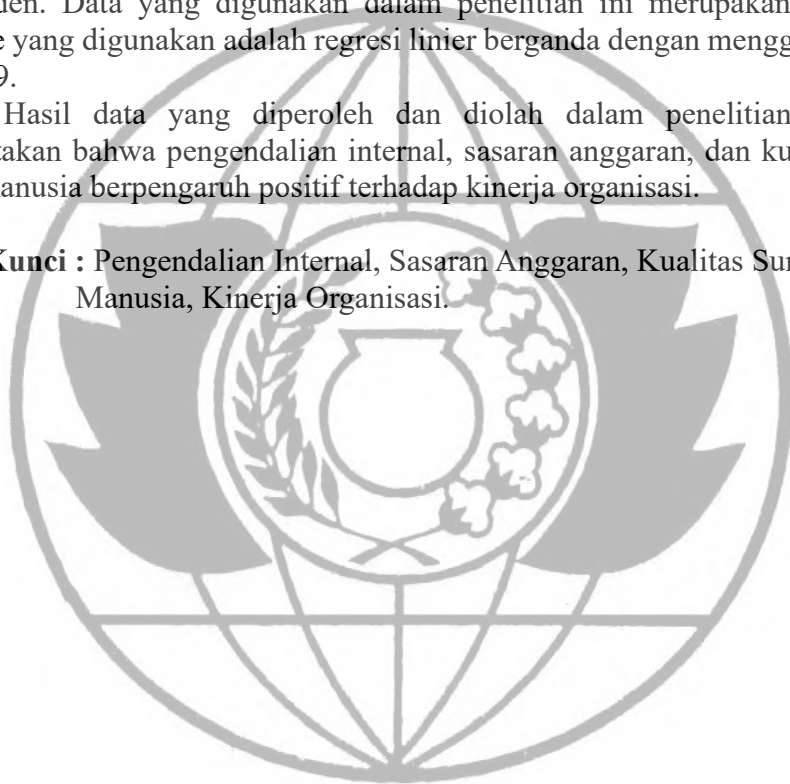 den. Data yang digunakan dalam penelitian ini merupakan
e yang digunakan adalah regresi linier berganda dengan mengg
9.
Hasil data yang diperoleh dan diolah dalam penelitian
takan bahwa pengendalian internal, sasaran anggaran, dan ku
anusia berpengaruh positif terhadap kinerja organisasi.
Kunci : Pengendalian Internal, Sasaran Anggaran, Kualitas Sur
Manusia, Kinerja Organisasi.